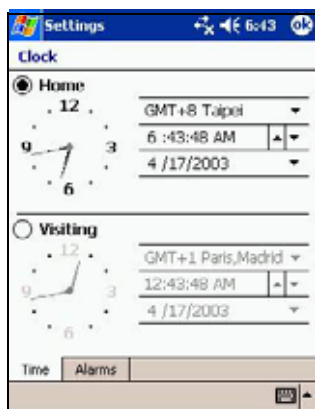 Settings 6:43 ok
Clock
Home
12
9 3
6
GMT+8 Taipei
6 :43:48 AM
4 /17/2003
Visiting
12
9 3
6
GMT+1 Paris,Madrid
12:43:48 AM
4 /17/2003
Time Alarms